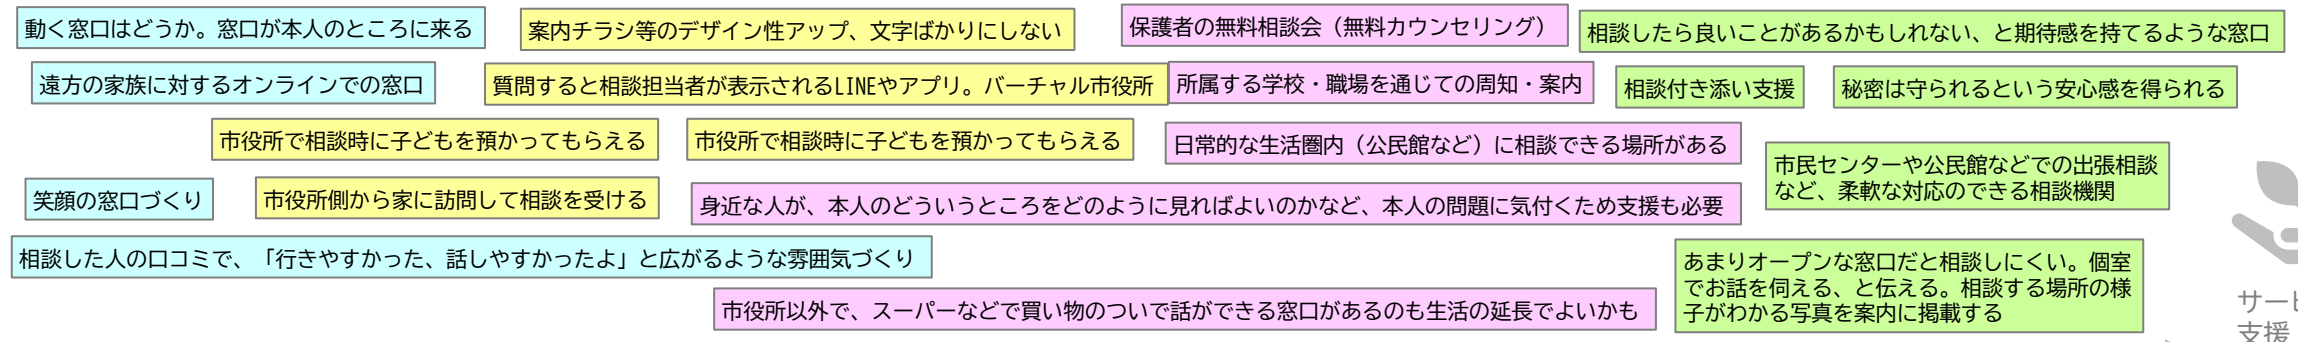 動く窓口はどうか。窓口が本人のところに来る
案内チラシ等のデザイン性アップ、文字ばかりにしない
保護者の無料相談会（無料カウンセリング）
相談したら良いことがあるかもしれない、と期待感を持てるような窓口
遠方の家族に対するオンラインでの窓口
質問すると相談担当者が表示されるLINEやアプリ。バーチャル市役所
所属する学校・職場を通じての周知・案内
相談付き添い支援
秘密は守られるという安心感を得られる
市役所で相談時に子どもを預かってもらえる
市役所で相談時に子どもを預かってもらえる
日常的な生活圏内（公民館など）に相談できる場所がある
市民センターや公民館などでの出張相談
など、柔軟な対応のできる相談機関
笑顔の窓口づくり
市役所側から家に訪問して相談を受ける
身近な人が、本人のどういうところをどのように見ればよいのかなど、本人の問題に気付くため支援も必要
相談した人の口コミで、「行きやすかった、話しやすかったよ」と広がるような雰囲気づくり
あまりオープンな窓口だと相談しにくい。個室
でお話を伺える、と伝える。相談する場所の様
子がわかる写真を案内に掲載する
市役所以外で、スーパーなどで買い物のついで話ができる窓口があるのも生活の延長でよいかも
サービ
支援